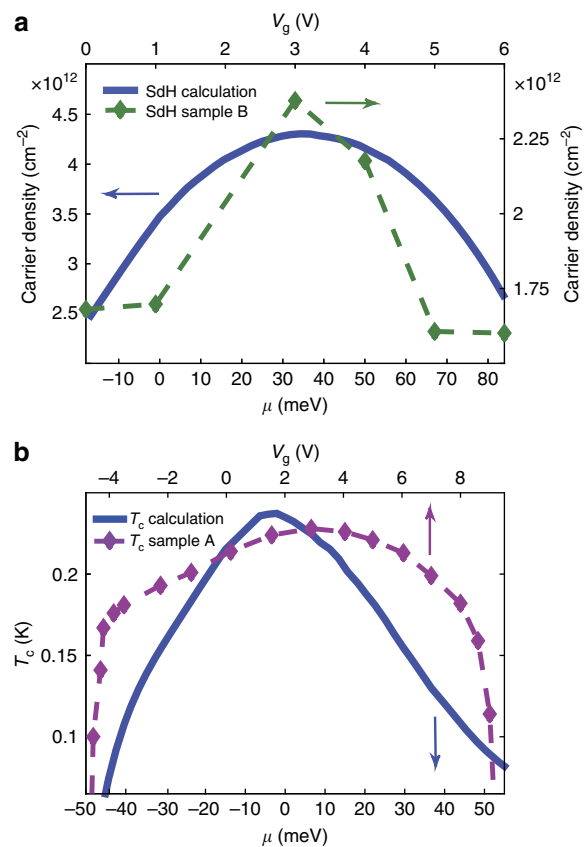 a
V_g (V)
0 1 2 3 4 5 6
×10^12
×10^12
SdH calculation
SdH sample B
4.5
4
3.5
3
2.5
Carrier density (cm^−2)
2.25
2
1.75
Carrier density (cm^−2)
−10 0 10 20 30 40 50 60 70 80
μ (meV)
b
V_g (V)
−4 −2 0 2 4 6 8
T_c calculation
T_c sample A
0.2
0.15
0.1
T_c (K)
−50 −40 −30 −20 −10 0 10 20 30 40 50
μ (meV)